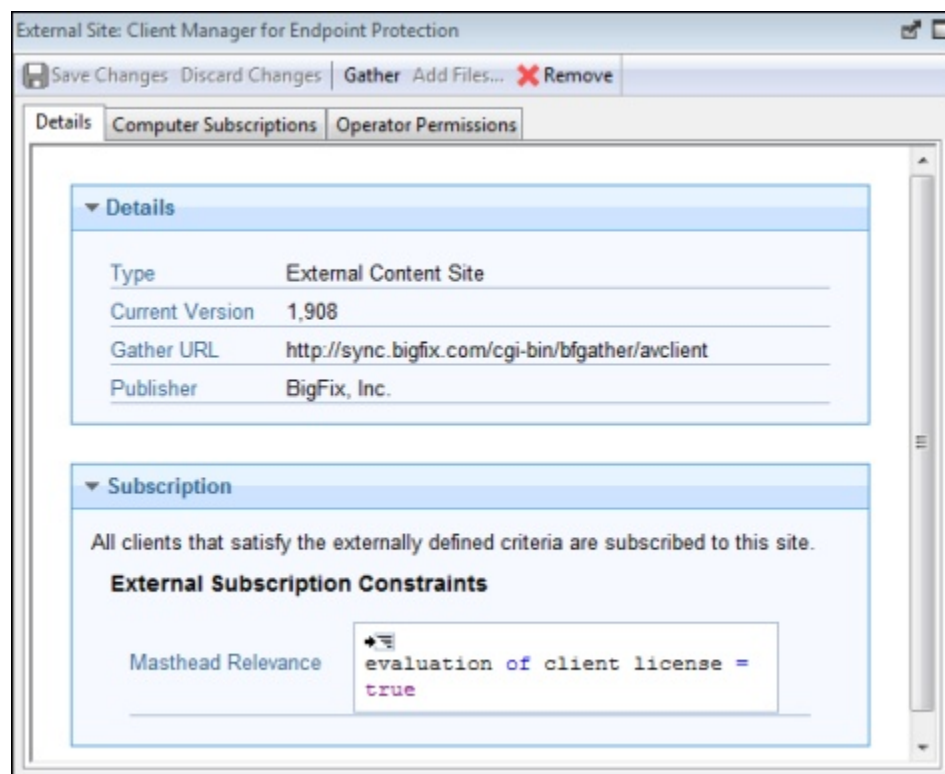 External Site: Client Manager for Endpoint Protection
Save Changes Discard Changes Gather Add Files... Remove
Details Computer Subscriptions Operator Permissions
Details
Type External Content Site
Current Version 1,908
Gather URL http://sync.bigfix.com/cgi-bin/bfgather/avclient
Publisher BigFix, Inc.
Subscription
All clients that satisfy the externally defined criteria are subscribed to this site.
External Subscription Constraints
Masthead Relevance evaluation of client license =
true